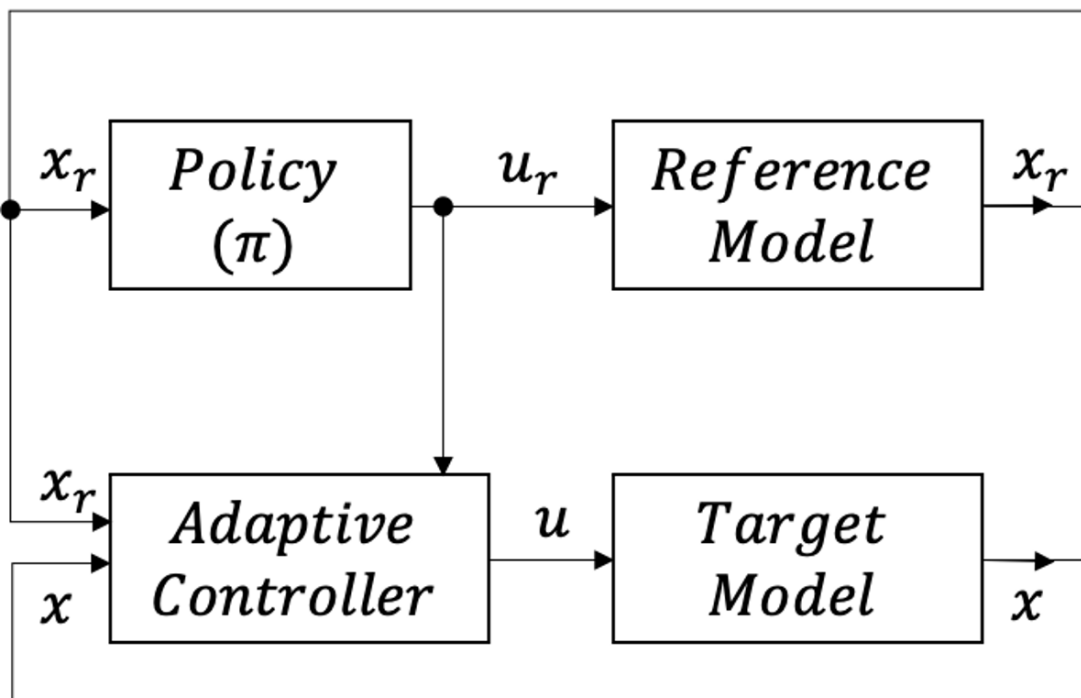 x_r
Policy
(π)
u_r
Reference
Model
x_r
x_r
x
Adaptive
Controller
u
Target
Model
x